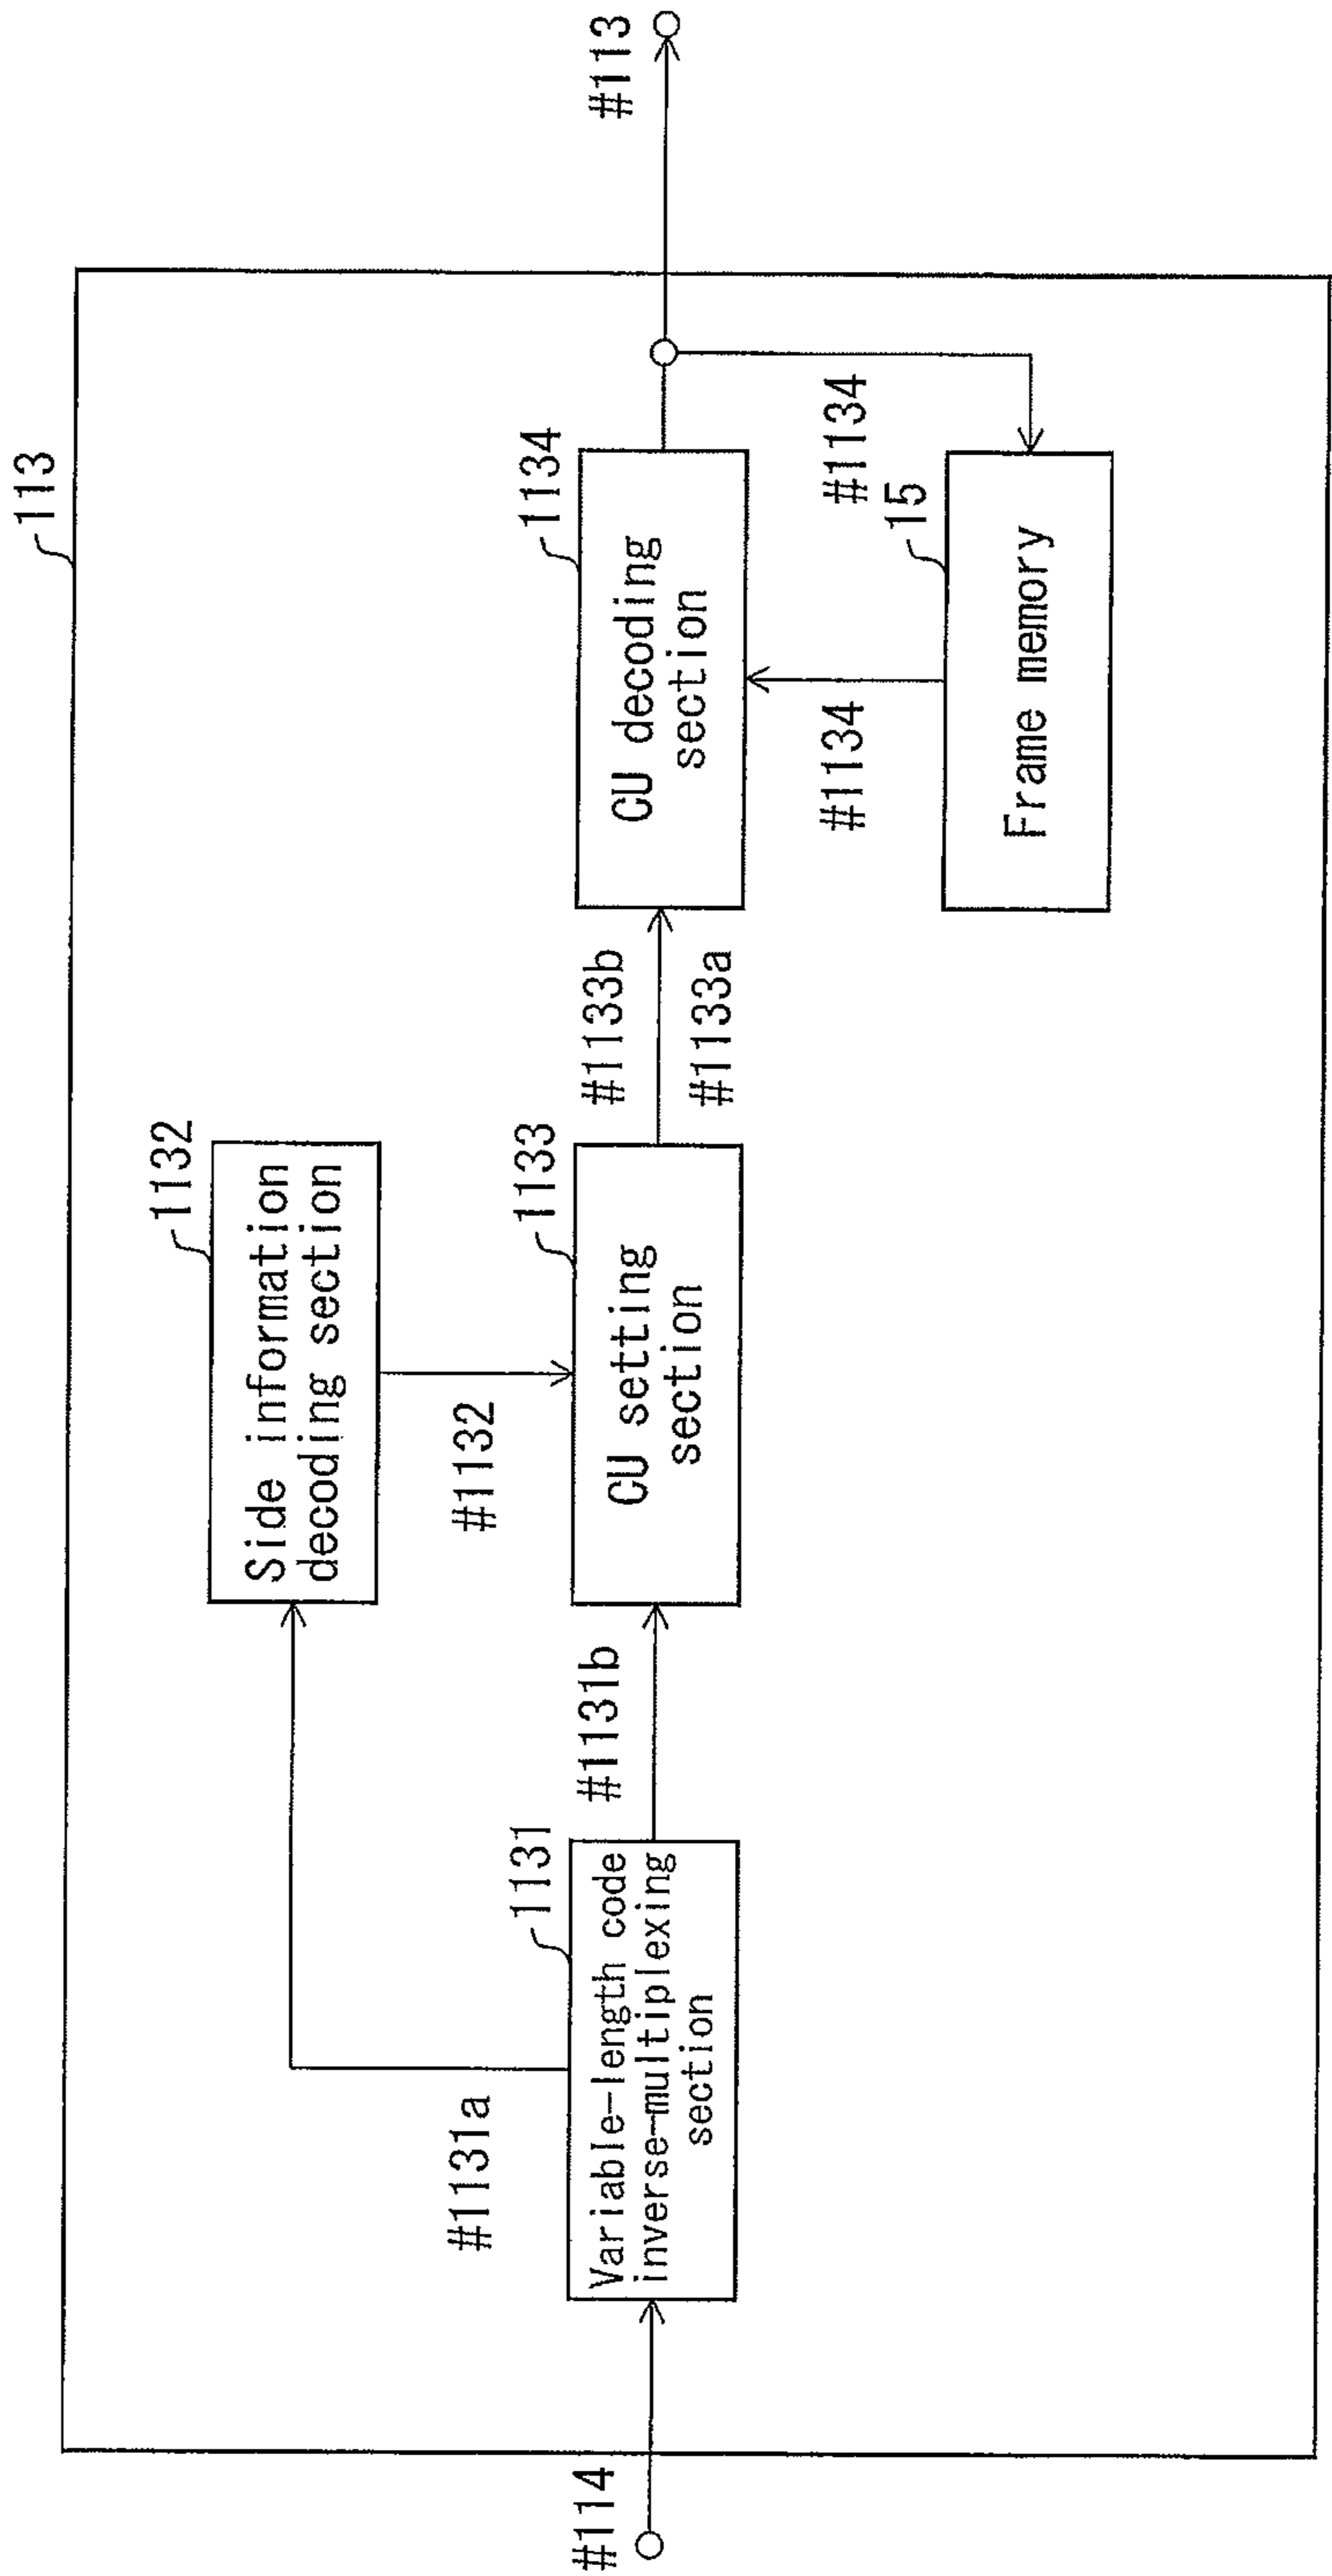 113
#114
#1131a
1131
Variable-length code
inverse-multiplexing
section
#1131b
1132
Side information
decoding section
#1132
1133
CU setting
section
#1133b
#1133a
1134
CU decoding
section
#1134
#1134
15
Frame memory
#113